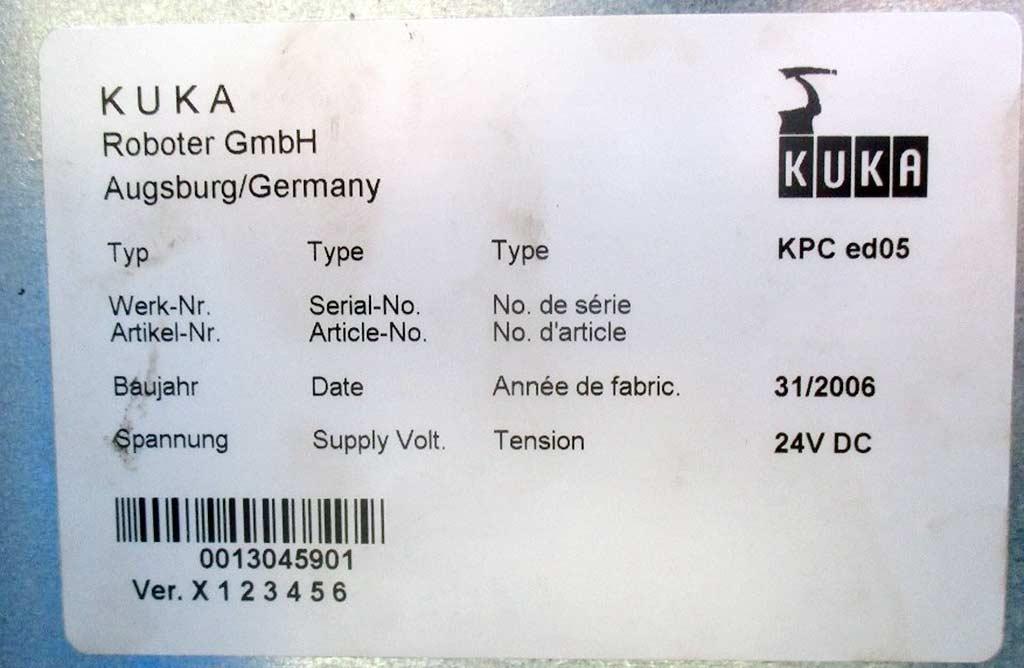 KUKA
Roboter GmbH
Augsburg/Germany
KUKA
Typ Type Type KPC ed05
Werk-Nr. Serial-No. No. de série
Artikel-Nr. Article-No. No. d'article
Baujahr Date Année de fabric. 31/2006
Spannung Supply Volt. Tension 24V DC
0013045901
Ver. X 1 2 3 4 5 6